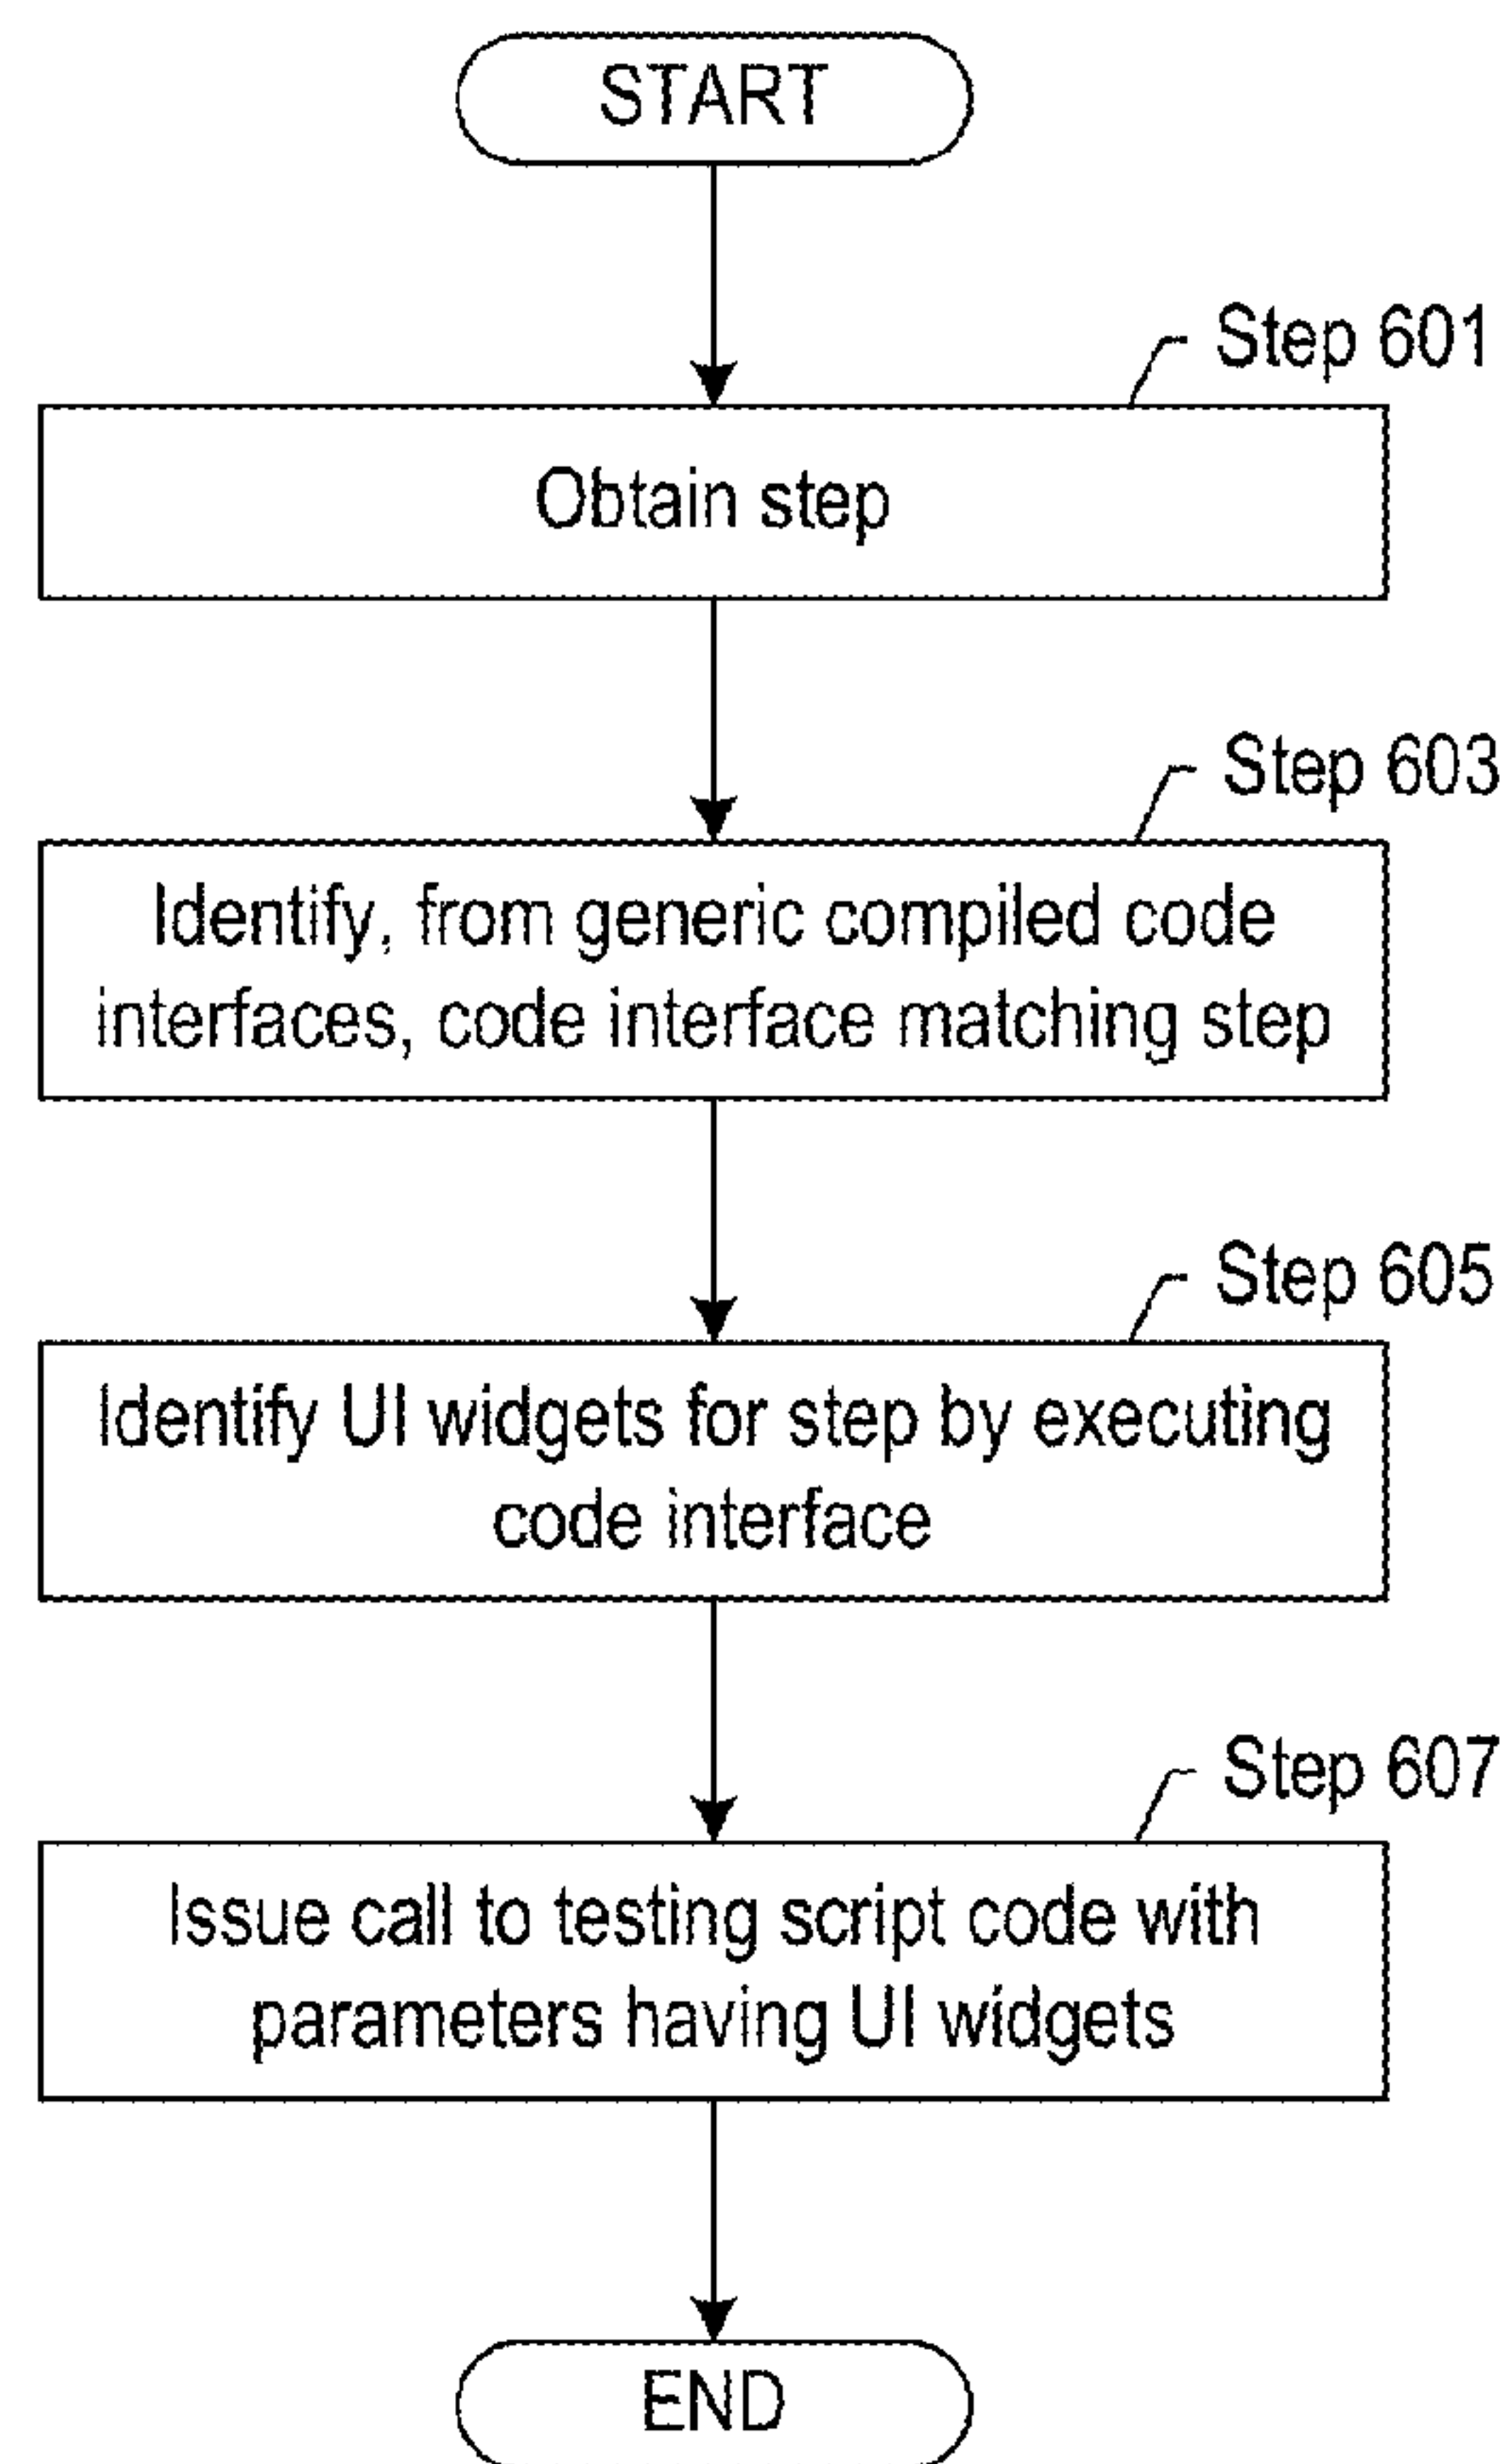 START
Step 601
Obtain step
Step 603
Identify, from generic compiled code
interfaces, code interface matching step
Step 605
Identify UI widgets for step by executing
code interface
Step 607
Issue call to testing script code with
parameters having UI widgets
END